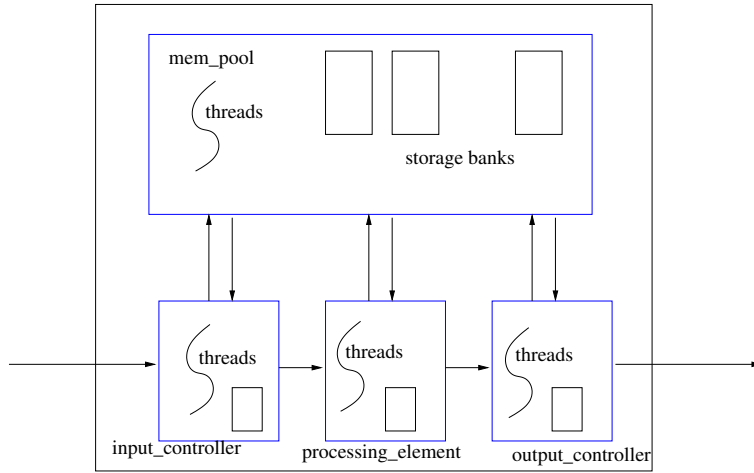 mem_pool
threads
storage banks
threads
threads
threads
input_controller
processing_element
output_controller